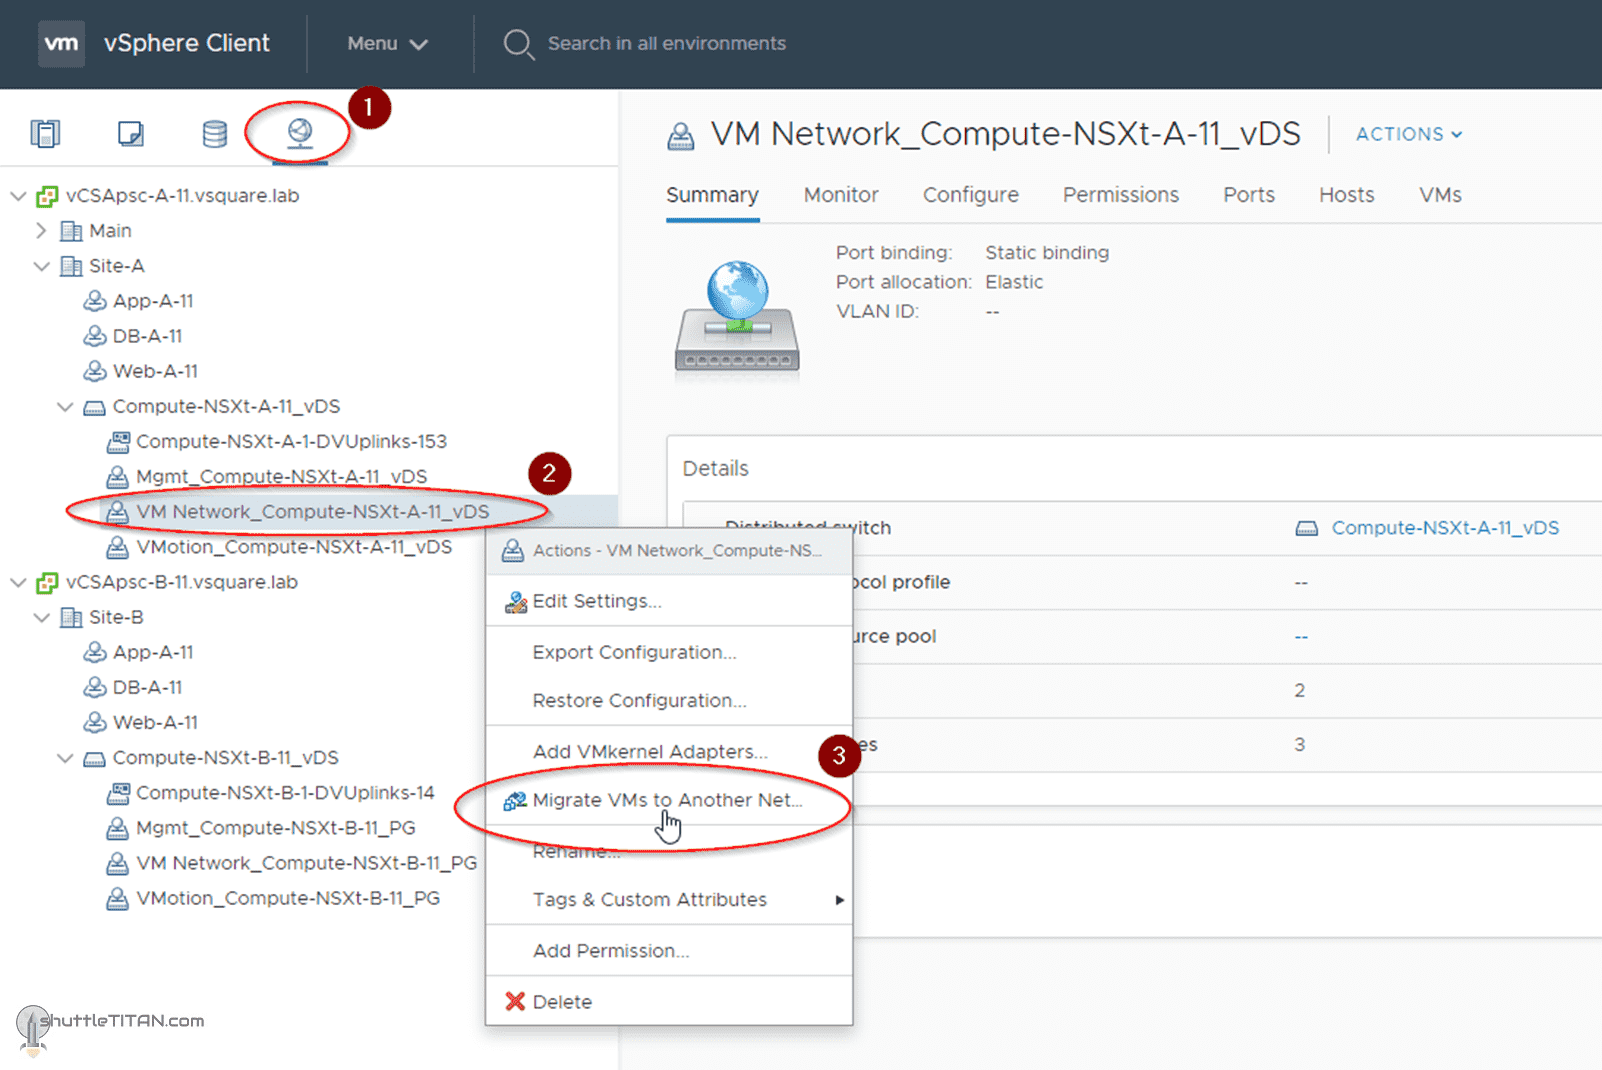 vm vSphere Client Menu Search in all environments
1
VM Network_Compute-NSXt-A-11_vDS ACTIONS
Summary Monitor Configure Permissions Ports Hosts VMs
vCSApsc-A-11.vsquare.lab
Main
Site-A
App-A-11
DB-A-11
Web-A-11
Compute-NSXt-A-11_vDS
Compute-NSXt-A-1-DVUplinks-153
Mgmt_Compute-NSXt-A-11_vDS
2
VM Network_Compute-NSXt-A-11_vDS
VMotion_Compute-NSXt-A-11_vDS
vCSApsc-B-11.vsquare.lab
Site-B
App-A-11
DB-A-11
Web-A-11
Compute-NSXt-B-11_vDS
Compute-NSXt-B-1-DVUplinks-14
Mgmt_Compute-NSXt-B-11_PG
VM Network_Compute-NSXt-B-11_PG
VMotion_Compute-NSXt-B-11_PG
Port binding: Static binding
Port allocation: Elastic
VLAN ID: --
Details
Distributed switch Compute-NSXt-A-11_vDS
ocol profile --
urce pool --
2
es 3
Actions - VM Network_Compute-NS...
Edit Settings...
Export Configuration...
Restore Configuration...
Add VMkernel Adapters...
3
Migrate VMs to Another Net...
Rename...
Tags & Custom Attributes
Add Permission...
Delete
shuttleTITAN.com